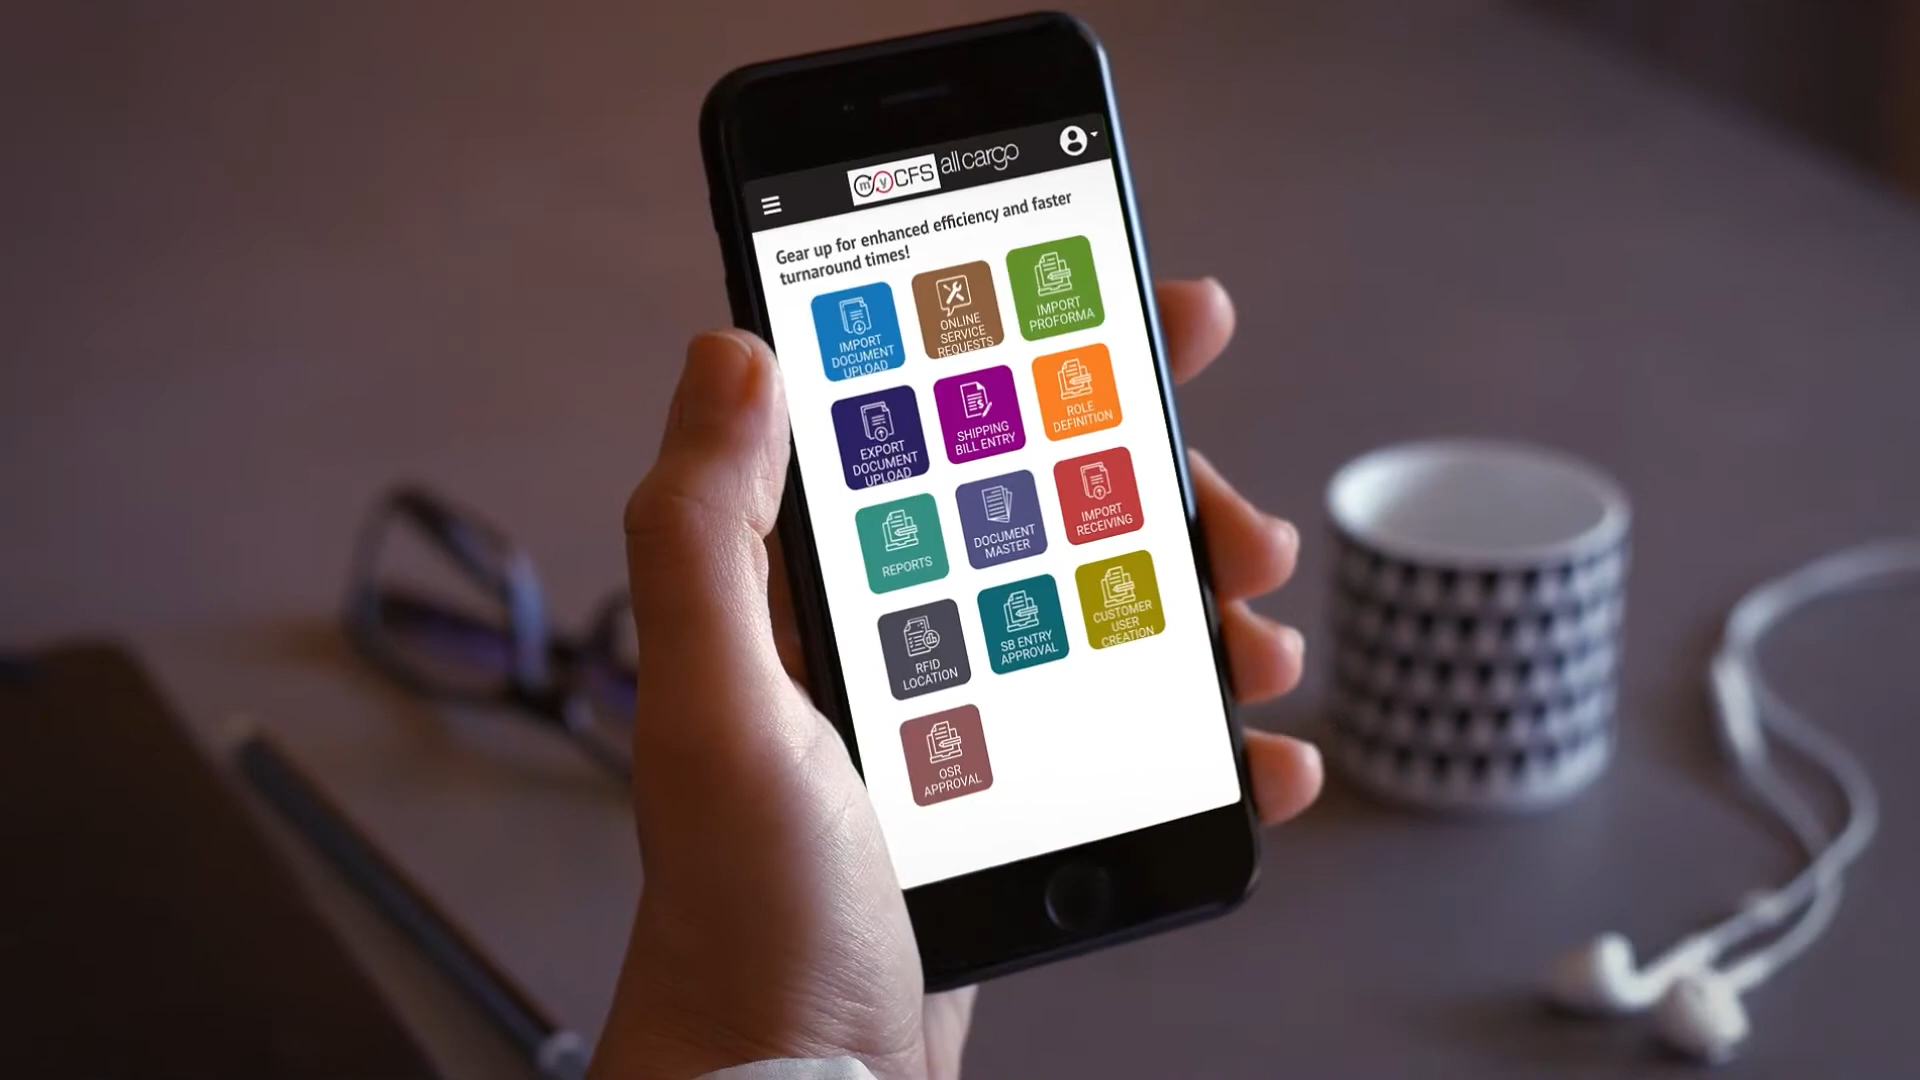 myCFS allcargo
Gear up for enhanced efficiency and faster
turnaround times!
IMPORT
DOCUMENT
UPLOAD
ONLINE
SERVICE
REQUESTS
IMPORT
PROFORMA
EXPORT
DOCUMENT
UPLOAD
SHIPPING
BILL ENTRY
ROLE
DEFINITION
REPORTS
DOCUMENT
MASTER
IMPORT
RECEIVING
RFID
LOCATION
SB ENTRY
APPROVAL
CUSTOMER
USER
CREATION
OSR
APPROVAL